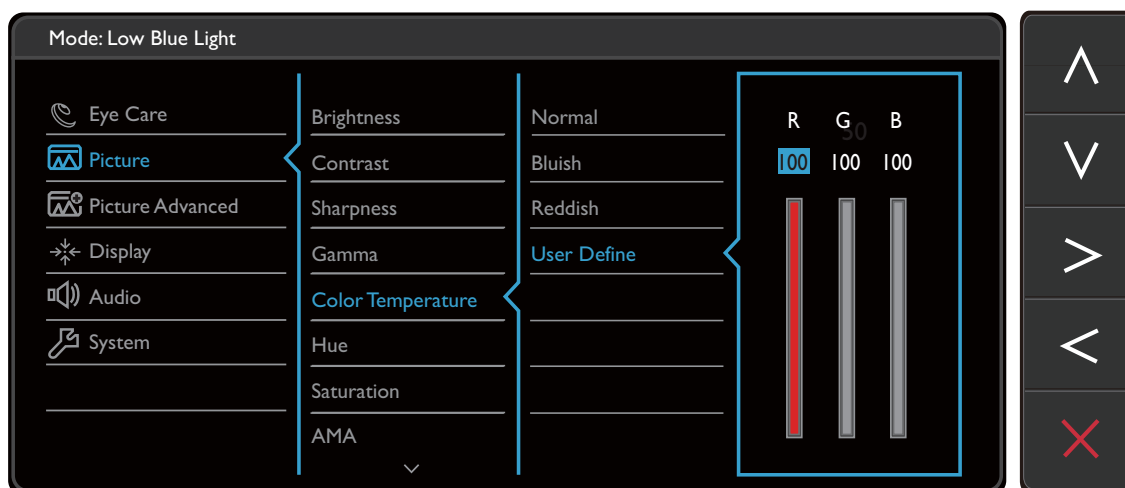 Mode: Low Blue Light
Eye Care
Picture
Picture Advanced
Display
Audio
System
Brightness
Contrast
Sharpness
Gamma
Color Temperature
Hue
Saturation
AMA
Normal
Bluish
Reddish
User Define
R G B
50
100 100 100